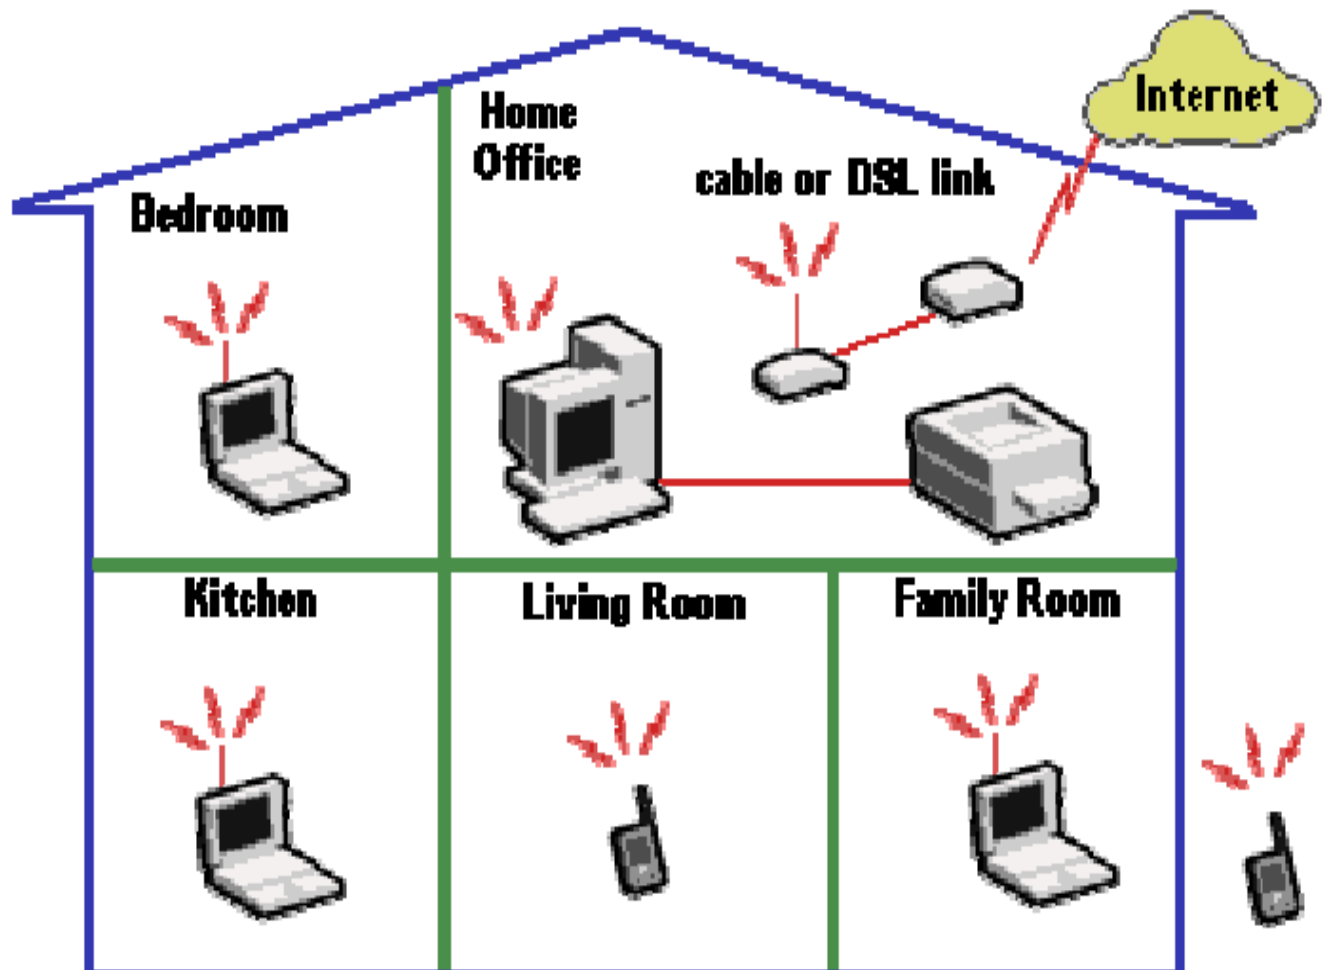 Internet
Home
Office
cable or DSL link
Bedroom
Kitchen
Living Room
Family Room